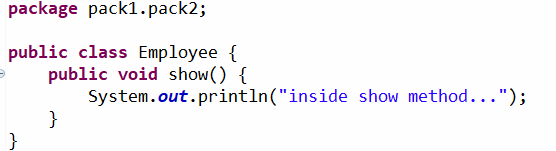 package pack1.pack2;
public class Employee {
public void show() {
System.out.println("inside show method...");
}
}